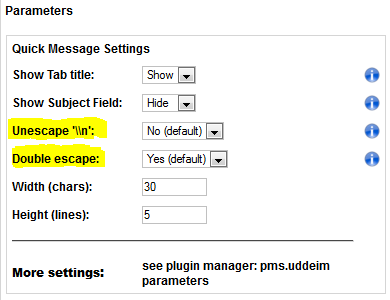 Parameters
Quick Message Settings
Show Tab title: Show
Show Subject Field: Hide
Unescape '\\n': No (default)
Double escape: Yes (default)
Width (chars): 30
Height (lines): 5
More settings: see plugin manager: pms.uddeim
parameters